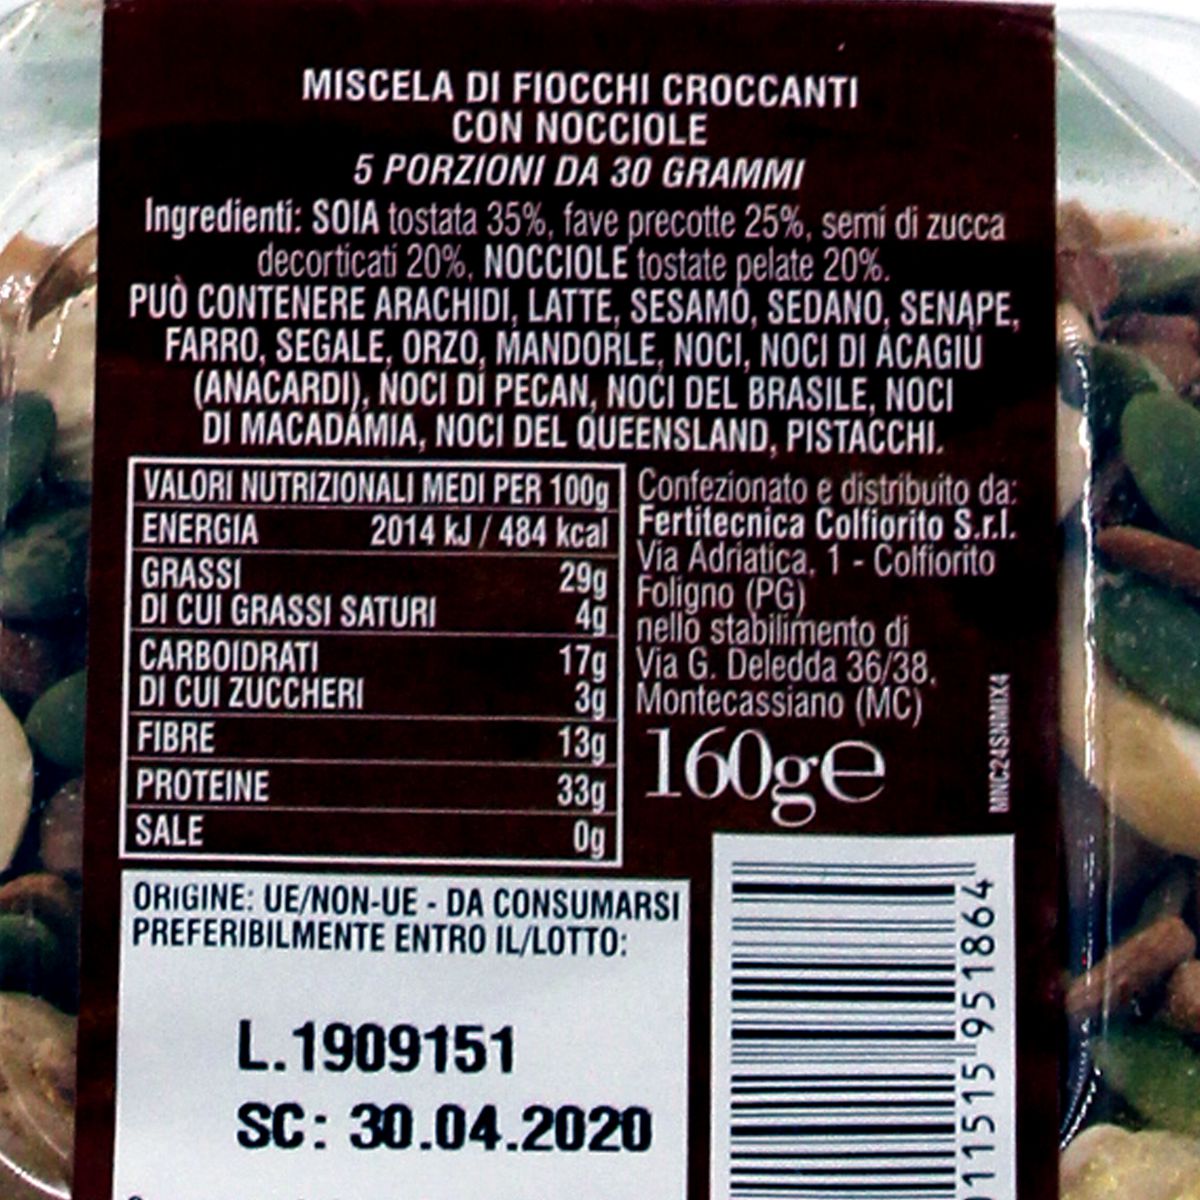 MISCELA DI FIOCCHI CROCCANTI
CON NOCCIOLE
5 PORZIONI DA 30 GRAMMI
Ingredienti: SOIA tostata 35%, fave precotte 25%, semi di zucca
decorticati 20%, NOCCIOLE tostate pelate 20%.
PUÒ CONTENERE ARACHIDI, LATTE, SESAMO, SEDANO, SENAPE,
FARRO, SEGALE, ORZO, MANDORLE, NOCI, NOCI DI ACAGIU
(ANACARDI), NOCI DI PECAN, NOCI DEL BRASILE, NOCI
DI MACADAMIA, NOCI DEL QUEENSLAND, PISTACCHI.
VALORI NUTRIZIONALI MEDI PER 100g
ENERGIA 2014 kJ / 484 kcal
GRASSI 29g
DI CUI GRASSI SATURI 4g
CARBOIDRATI 17g
DI CUI ZUCCHERI 3g
FIBRE 13g
PROTEINE 33g
SALE 0g
Confezionato e distribuito da:
Fertitecnica Colfiorito S.r.l.
Via Adriatica, 1 - Colfiorito
Foligno (PG)
nello stabilimento di
Via G. Deledda 36/38,
Montecassiano (MC)
160g e
MNC24SNMIX4
ORIGINE: UE/NON-UE - DA CONSUMARSI
PREFERIBILMENTE ENTRO IL/LOTTO:
L.1909151
SC: 30.04.2020
11515 951864